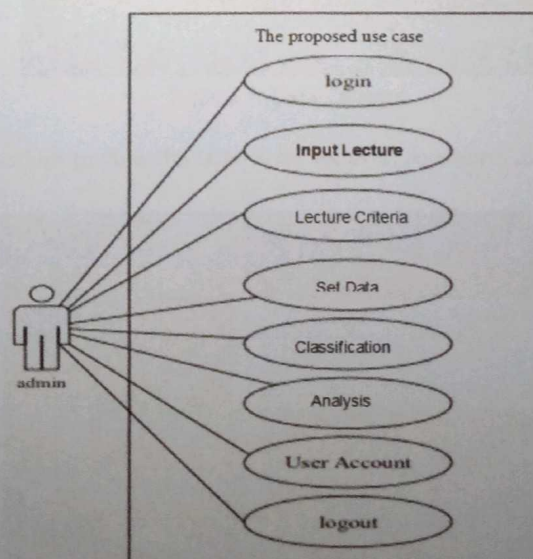 The proposed use case
login
Input Lecture
Lecture Criteria
Set Data
Classification
Analysis
User Account
logout
admin